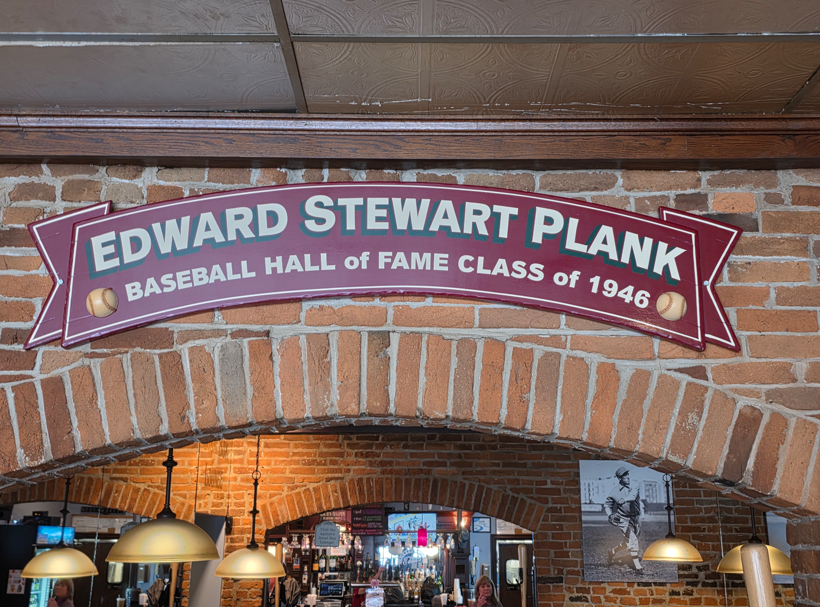 EDWARD STEWART PLANK
BASEBALL HALL of FAME CLASS of 1946